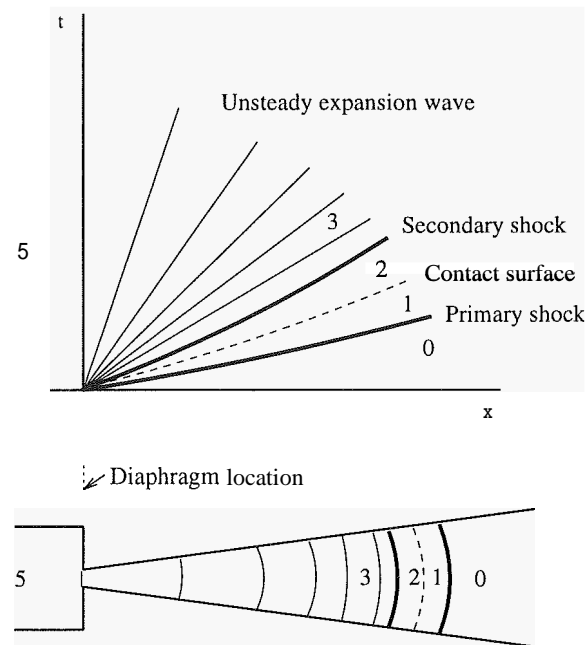 t
Unsteady expansion wave
3
Secondary shock
5
2
Contact surface
1
Primary shock
0
x
Diaphragm location
5
3
2
1
0